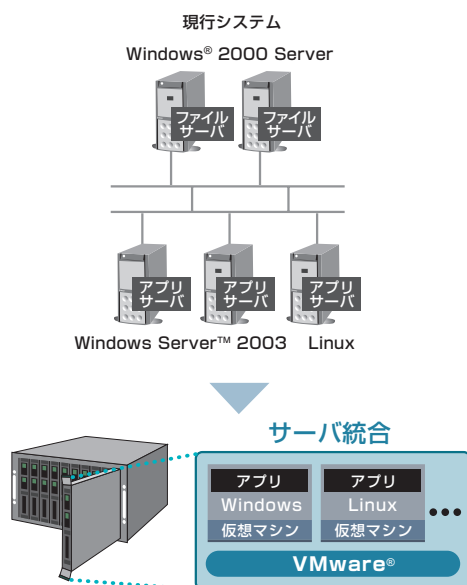 現行システム
Windows® 2000 Server
ファイル
サーバ
ファイル
サーバ
アプリ
サーバ
アプリ
サーバ
アプリ
サーバ
Windows Server™ 2003 Linux
サーバ統合
アプリ
Windows
仮想マシン
アプリ
Linux
仮想マシン
•••
VMware®